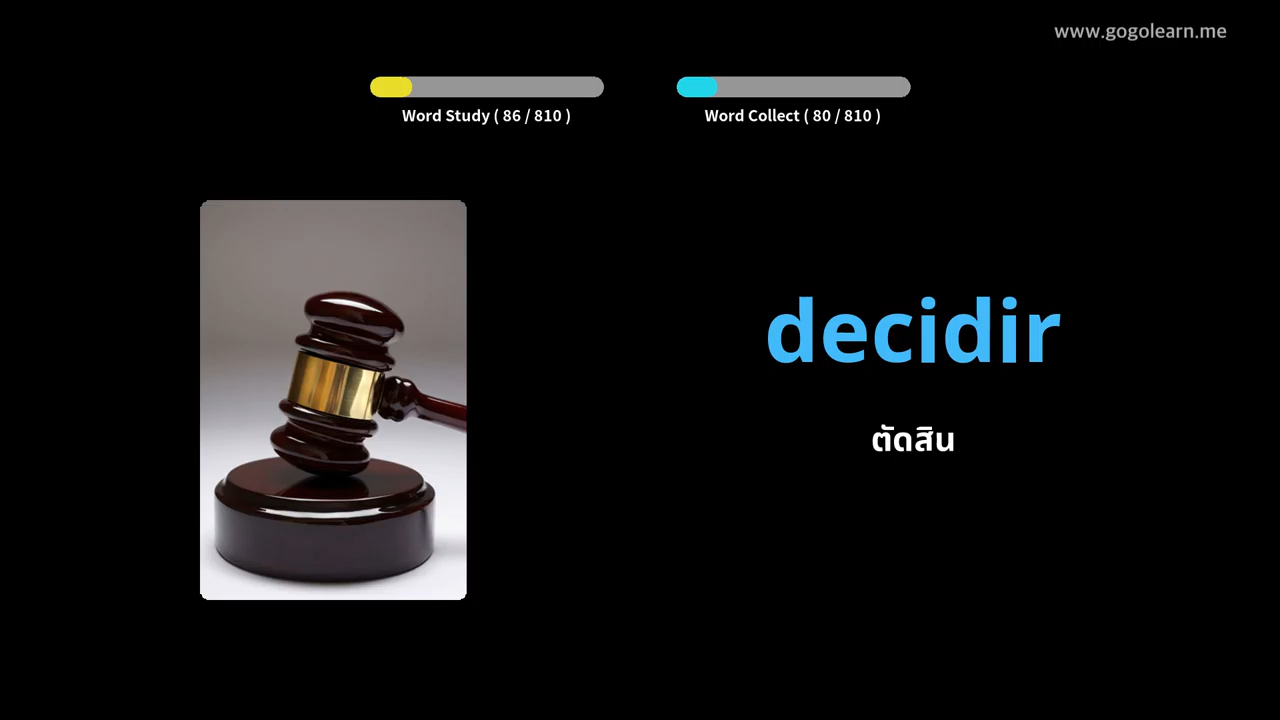 www.gogolearn.me
Word Study ( 86 / 810 )
Word Collect ( 80 / 810 )
decidir
ตัดสิน